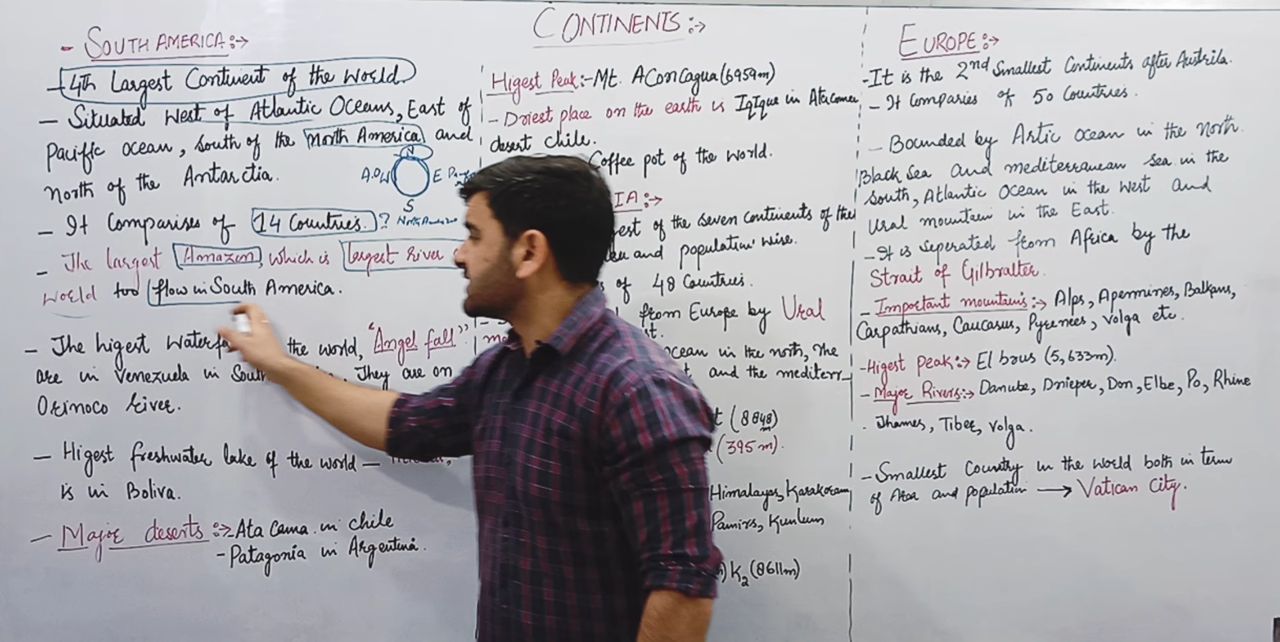 CONTINENTS:→
- SOUTH AMERICA:→
- 4th Largest Continent of the World
- Situated West of Atlantic Oceans, East of
Pacific Ocean, South of the North America and
North of the Antarctia.
N
A.O W E
S
- It Comparises of 14 Countries. ?
- The largest Amazon, which is largest River
World too flow in South America.
- The higest Waterfa the world, "Angel fall"
are in Venezuela in South They are on
Orinoco River.
- Higest freshwater lake of the world -
is in Boliva.
- Major deserts :→ Ata Cama in chile
- Patagonia in Argentina.
Higest Peak:- Mt. AConCagua (6959m)
- Driest place on the earth is IqIque in Atacama
desert chile.
Coffee pot of the world.
IA:→
est of the Seven Continents of the
and population wise.
of 48 Countries.
from Europe by Ural
cean in the north, the
and the mediterr-
t (8848)
(395 m).
Himalayas, Karakoram
Pamirs, Kunlum
K2 (8611m)
EUROPE:→
- It is the 2nd Smallest Continents after Austrila.
- It Comparies of 50 Countries.
- Bounded by Artic Ocean in the North.
Black Sea and mediterranean Sea in the
South, Atlantic Ocean in the West and
Ural mountain in the East.
- It is Seperated from Africa by the
Strait of Gilbralter.
- Important mountains:→ Alps, Apennines, Balkans,
Carpathians, Caucasus, Pyrenees, Volga etc.
- Higest Peak:→ El brus (5,633m).
- Major Rivers:→ Danube, Dnieper, Don, Elbe, Po, Rhine
Thames, Tiber, Volga.
- Smallest Country in the world both in term
of Area and population → Vatican City.